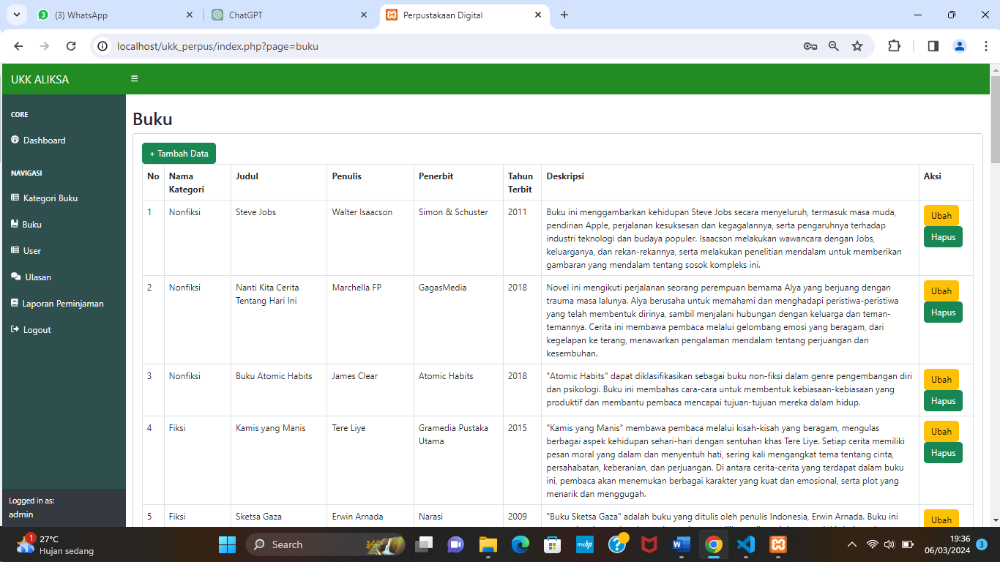 (3) WhatsApp
ChatGPT
Perpustakaan Digital
localhost/ukk_perpus/index.php?page=buku
UKK ALIKSA
CORE
Dashboard
NAVIGASI
Kategori Buku
Buku
User
Ulasan
Laporan Peminjaman
Logout
Logged in as:
admin
Buku
+ Tambah Data
No
Nama
Kategori
Judul
Penulis
Penerbit
Tahun
Terbit
Deskripsi
Aksi
1
Nonfiksi
Steve Jobs
Walter Isaacson
Simon & Schuster
2011
Buku ini menggambarkan kehidupan Steve Jobs secara menyeluruh, termasuk masa muda,
pendirian Apple, perjalanan kesuksesan dan kegagalannya, serta pengaruhnya terhadap
industri teknologi dan budaya populer. Isaacson melakukan wawancara dengan Jobs,
keluarganya, dan rekan-rekannya, serta melakukan penelitian mendalam untuk memberikan
gambaran yang mendalam tentang sosok kompleks ini.
Ubah
Hapus
2
Nonfiksi
Nanti Kita Cerita
Tentang Hari Ini
Marchella FP
GagasMedia
2018
Novel ini mengikuti perjalanan seorang perempuan bernama Alya yang berjuang dengan
trauma masa lalunya. Alya berusaha untuk memahami dan menghadapi peristiwa-peristiwa
yang telah membentuk dirinya, sambil menjalani hubungan dengan keluarga dan teman-
temannya. Cerita ini membawa pembaca melalui gelombang emosi yang beragam, dari
kegelapan ke terang, menawarkan pengalaman mendalam tentang perjuangan dan
kesembuhan.
Ubah
Hapus
3
Nonfiksi
Buku Atomic Habits
James Clear
Atomic Habits
2018
"Atomic Habits" dapat diklasifikasikan sebagai buku non-fiksi dalam genre pengembangan diri
dan psikologi. Buku ini membahas cara-cara untuk membentuk kebiasaan-kebiasaan yang
produktif dan membantu pembaca mencapai tujuan-tujuan mereka dalam hidup.
Ubah
Hapus
4
Fiksi
Kamis yang Manis
Tere Liye
Gramedia Pustaka
Utama
2015
"Kamis yang Manis" membawa pembaca melalui kisah-kisah yang beragam, mengulas
berbagai aspek kehidupan sehari-hari dengan sentuhan khas Tere Liye. Setiap cerita memiliki
pesan moral yang dalam dan menyentuh hati, sering kali mengangkat tema tentang cinta,
persahabatan, keberanian, dan perjuangan. Di antara cerita-cerita yang terdapat dalam buku
ini, pembaca akan menemukan berbagai karakter yang kuat dan emosional, serta plot yang
menarik dan menggugah.
Ubah
Hapus
5
Fiksi
Sketsa Gaza
Erwin Arnada
Narasi
2009
"Buku Sketsa Gaza" adalah buku yang ditulis oleh penulis Indonesia, Erwin Arnada. Buku ini
Ubah
1
27°C
Hujan sedang
Search
myhp
19:36
06/03/2024
3